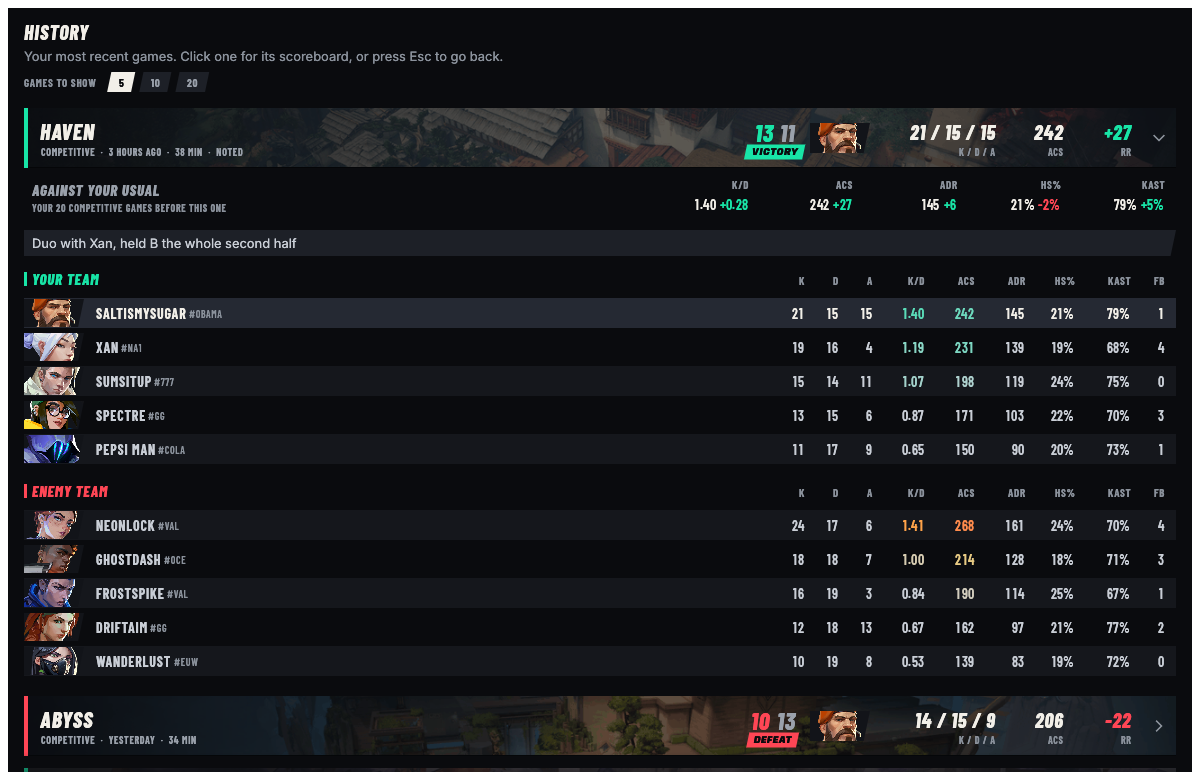 HISTORY
Your most recent games. Click one for its scoreboard, or press Esc to go back.
GAMES TO SHOW 5 10 20
HAVEN
COMPETITIVE · 3 HOURS AGO · 38 MIN · NOTED
13 11
VICTORY
21 / 15 / 15
K / D / A
242
ACS
+27
RR
AGAINST YOUR USUAL
YOUR 20 COMPETITIVE GAMES BEFORE THIS ONE
K/D ACS ADR HS% KAST
1.40 +0.28 242 +27 145 +6 21% -2% 79% +5%
Duo with Xan, held B the whole second half
YOUR TEAM K D A K/D ACS ADR HS% KAST FB
SALTISMYSUGAR #OBAMA 21 15 15 1.40 242 145 21% 79% 1
XAN #NA1 19 16 4 1.19 231 139 19% 68% 4
SUMSITUP #777 15 14 11 1.07 198 119 24% 75% 0
SPECTRE #GG 13 15 6 0.87 171 103 22% 70% 3
PEPSI MAN #COLA 11 17 9 0.65 150 90 20% 73% 1
ENEMY TEAM K D A K/D ACS ADR HS% KAST FB
NEONLOCK #VAL 24 17 6 1.41 268 161 24% 70% 4
GHOSTDASH #OCE 18 18 7 1.00 214 128 18% 71% 3
FROSTSPIKE #VAL 16 19 3 0.84 190 114 25% 67% 1
DRIFTAIM #GG 12 18 13 0.67 162 97 21% 77% 2
WANDERLUST #EUW 10 19 8 0.53 139 83 19% 72% 0
ABYSS
COMPETITIVE · YESTERDAY · 34 MIN
10 13
DEFEAT
14 / 15 / 9
K / D / A
206
ACS
-22
RR